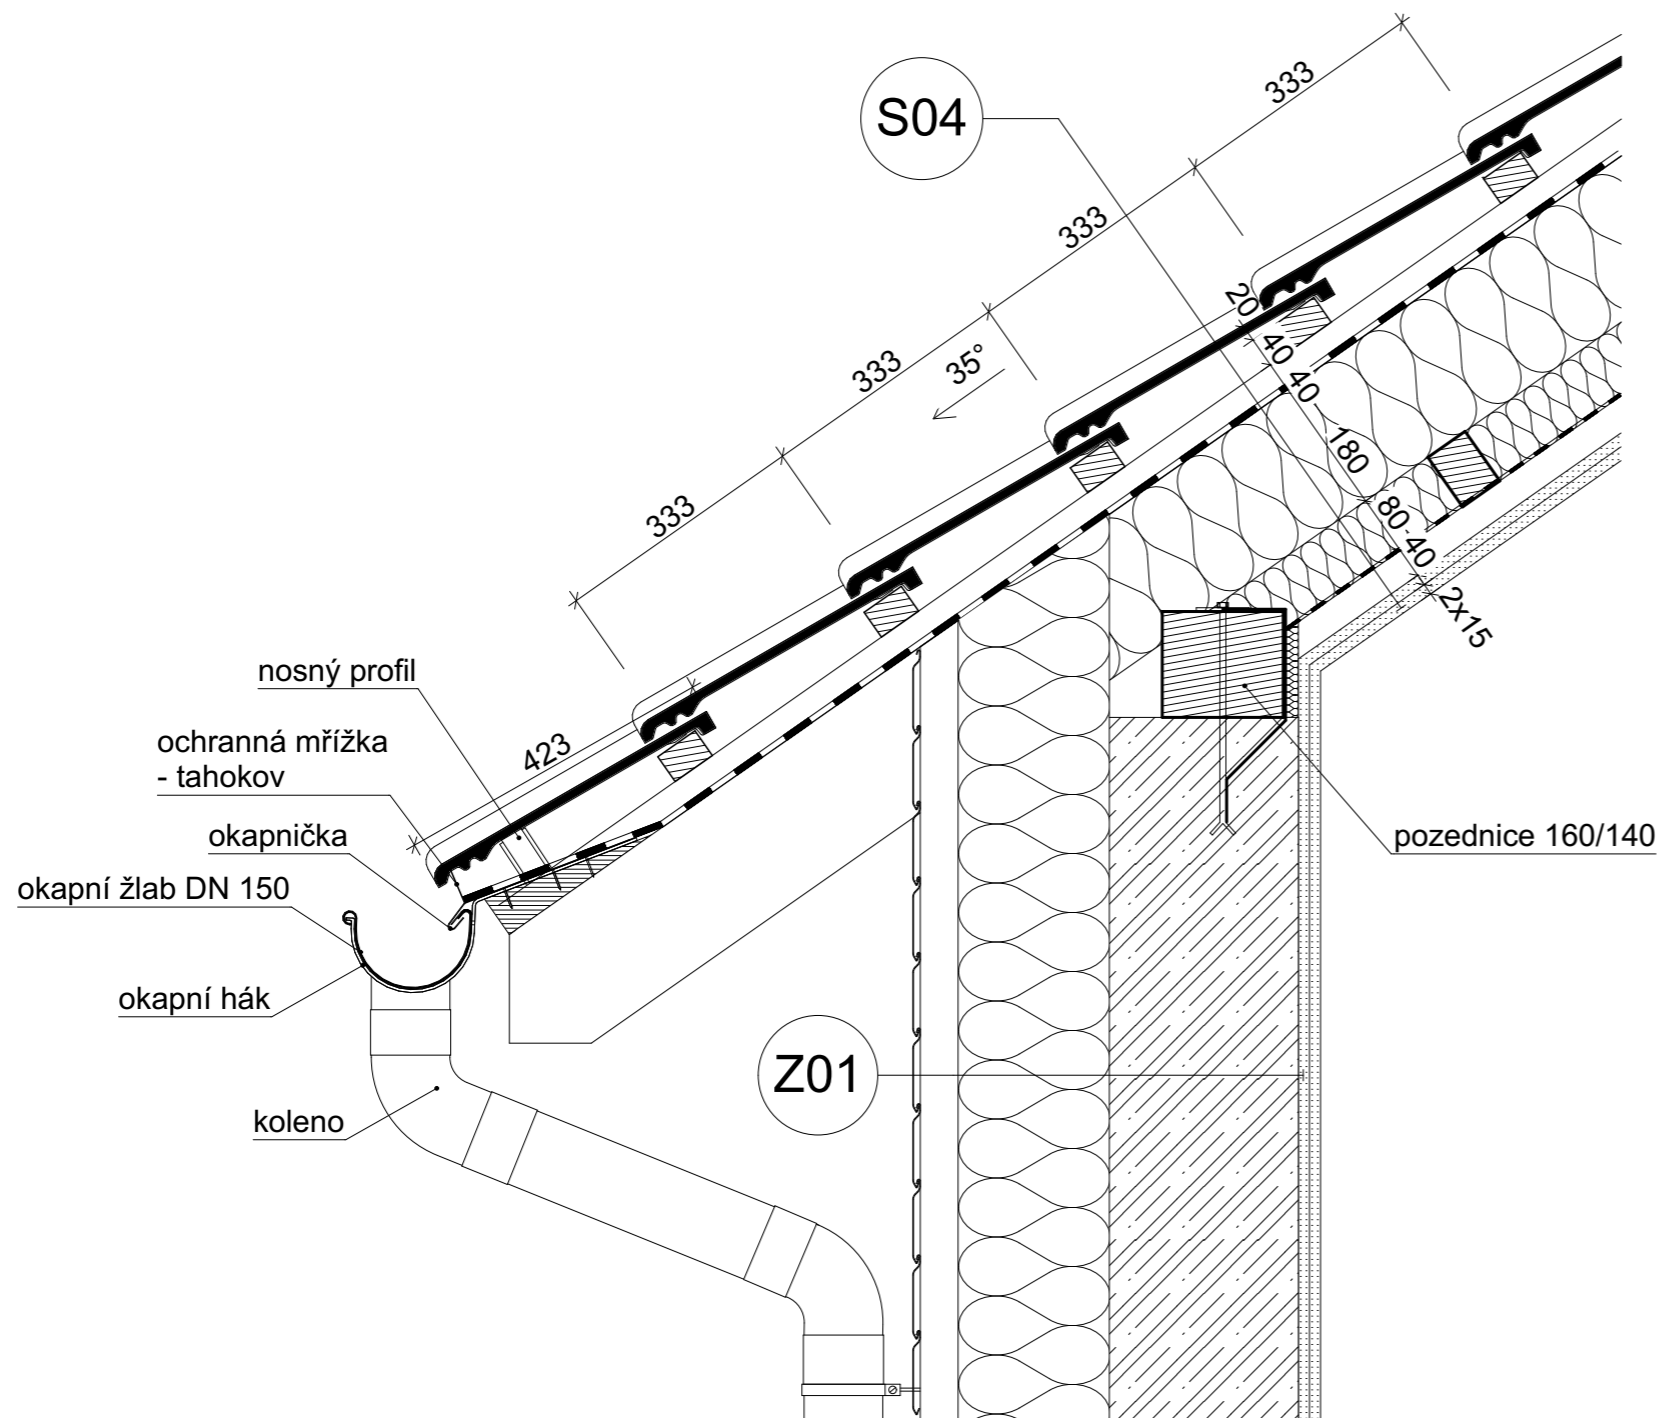 333
S04
333
333
35°
333
20
40
40
180
80
40
2x15
nosný profil
ochranná mřížka
- tahokov
423
okapnička
okapní žlab DN 150
okapní hák
pozednice 160/140
Z01
koleno